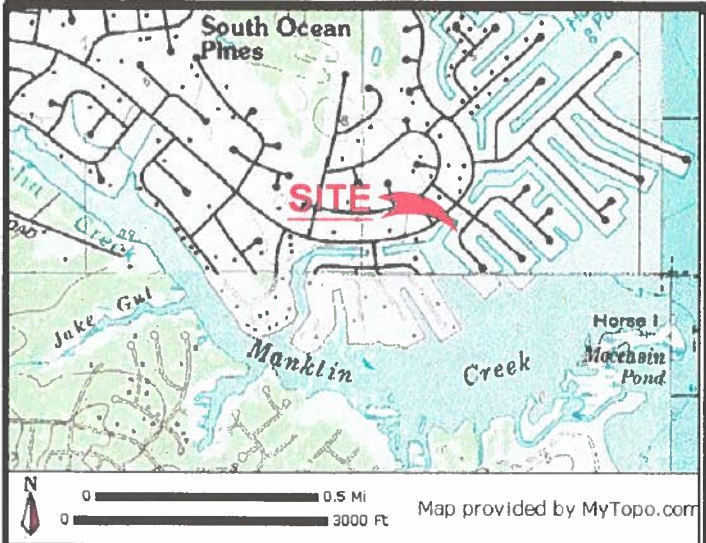 South Ocean
Pines
SITE
Creek
Jake Gut
Manklin
Creek
Horse I
Moccasin
Pond
N
0 0.5 Mi
0 3000 Ft
Map provided by MyTopo.com